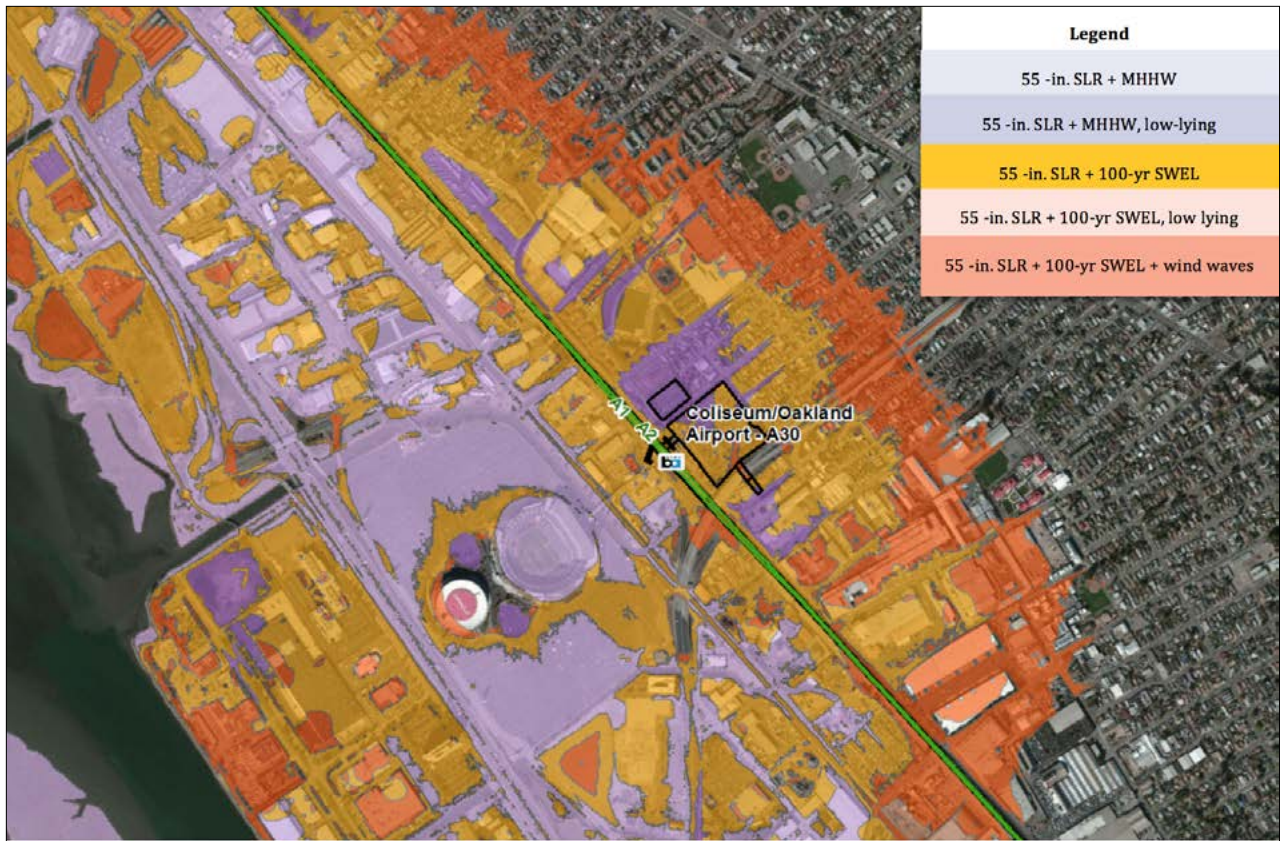 Legend
55 -in. SLR + MHHW
55 -in. SLR + MHHW, low-lying
55 -in. SLR + 100-yr SWEL
55 -in. SLR + 100-yr SWEL, low lying
55 -in. SLR + 100-yr SWEL + wind waves
A1 A2
Coliseum/Oakland
Airport - A30
ba